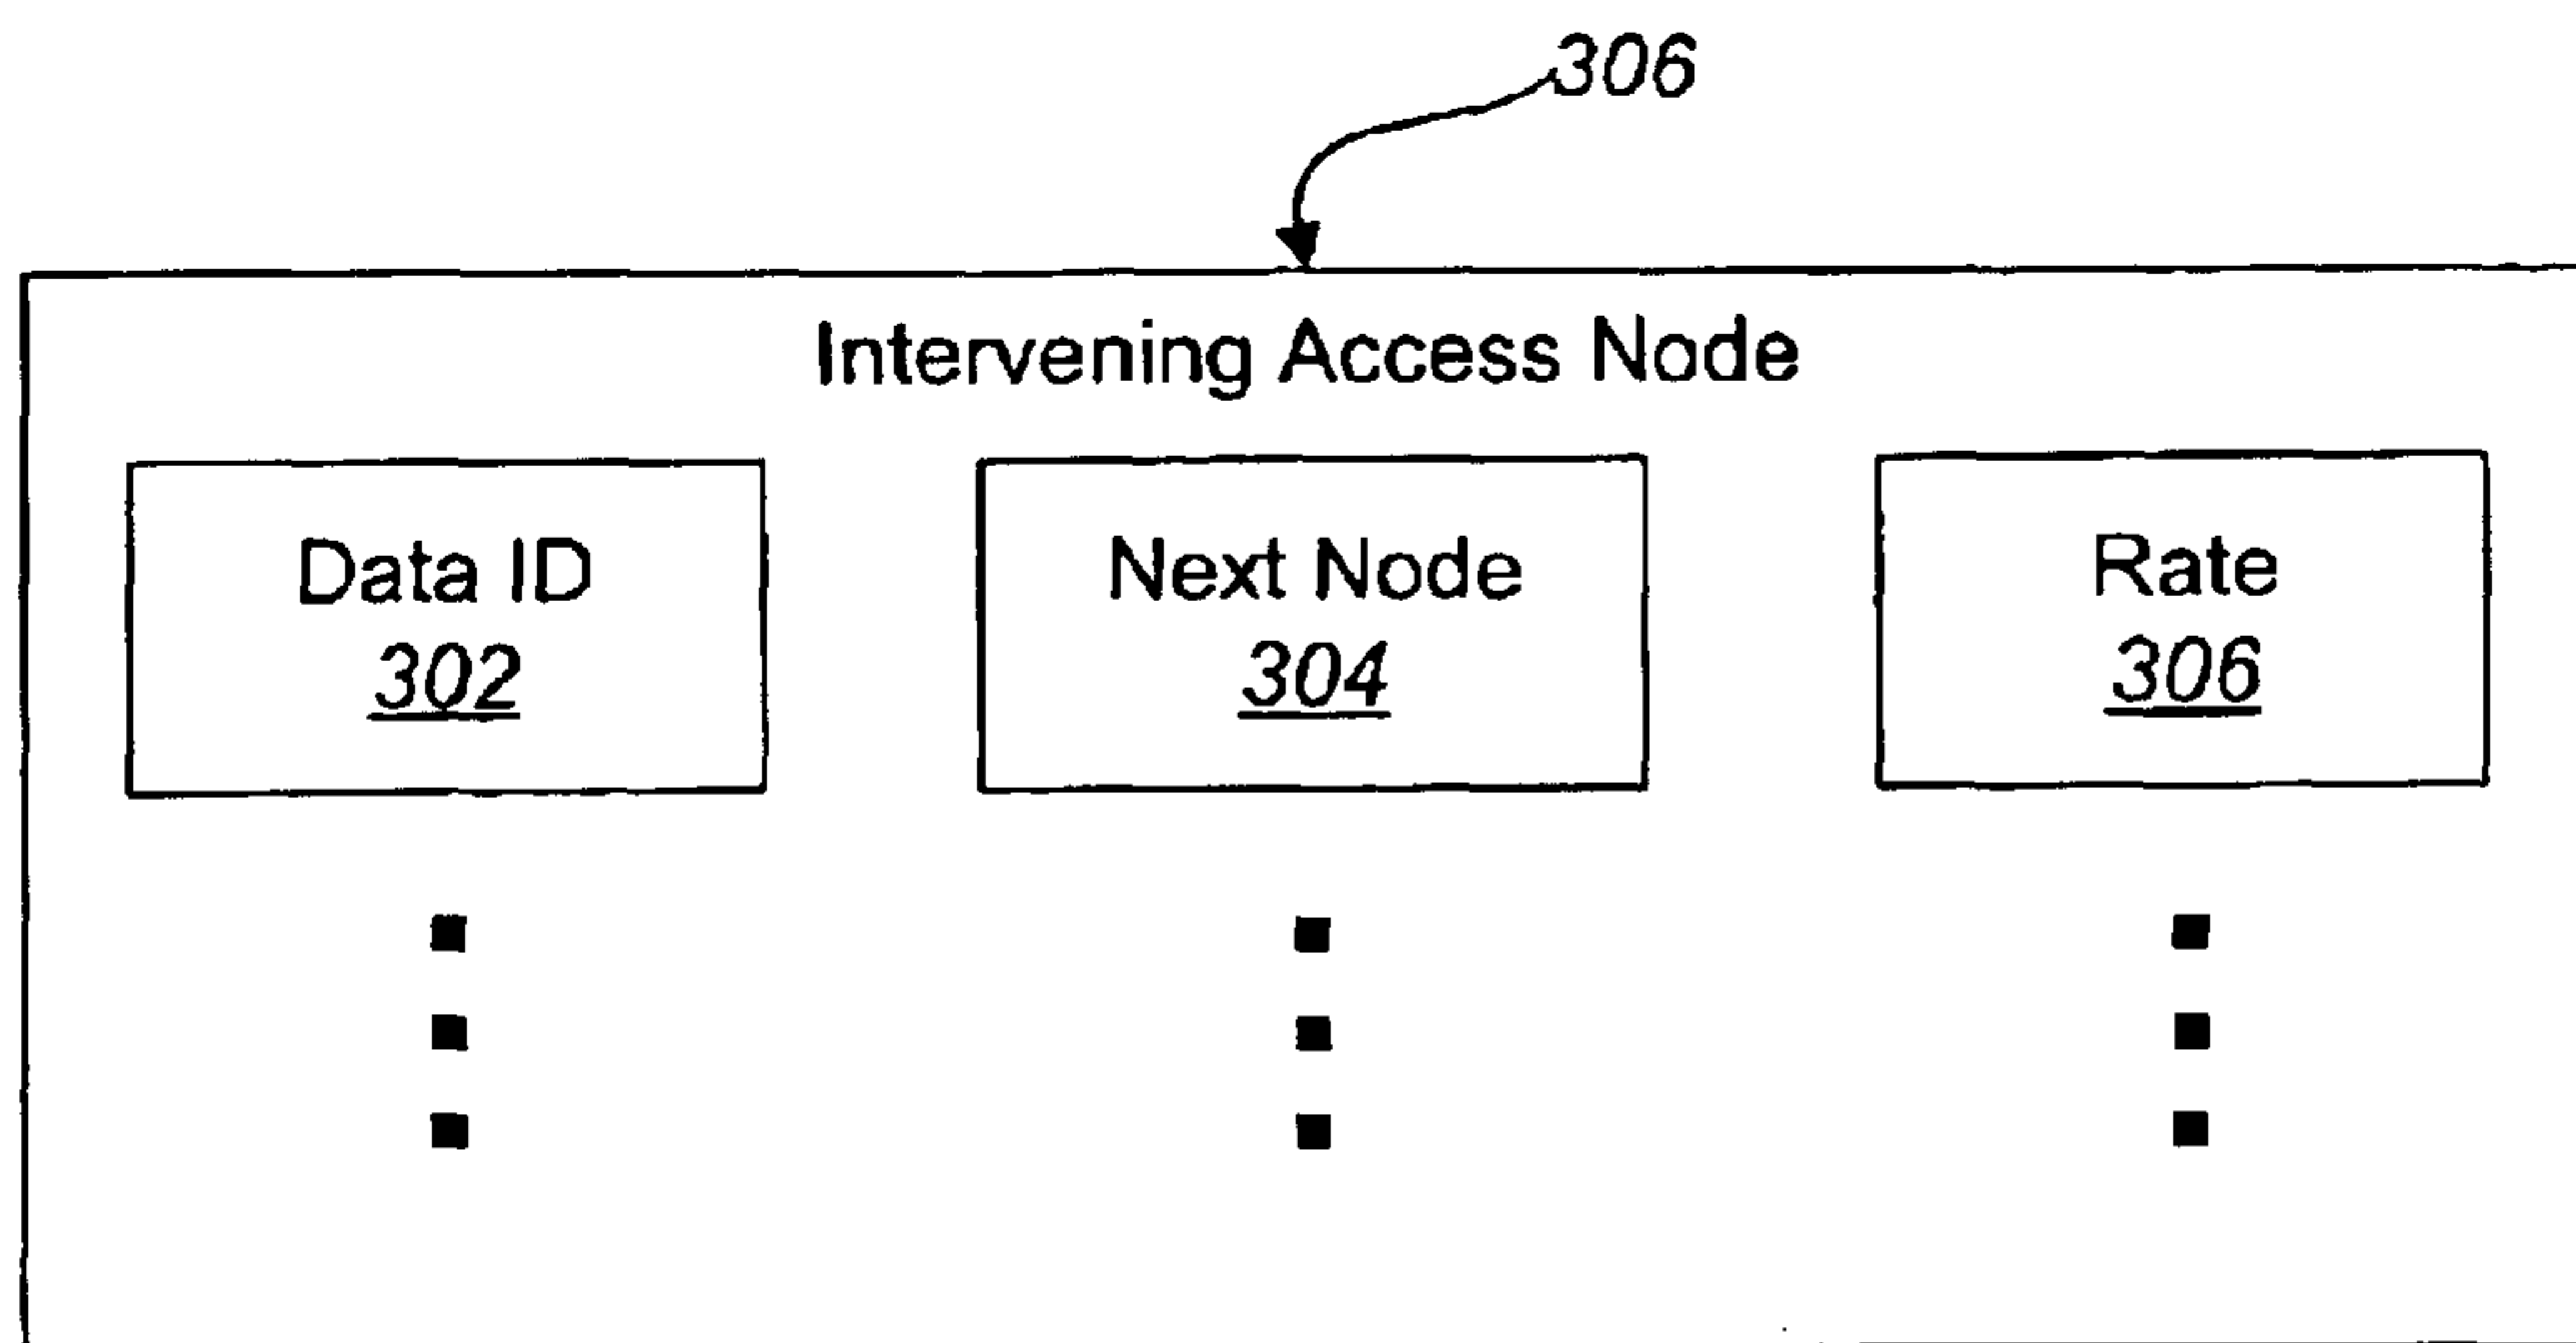 306
Intervening Access Node
Data ID
302
Next Node
304
Rate
306